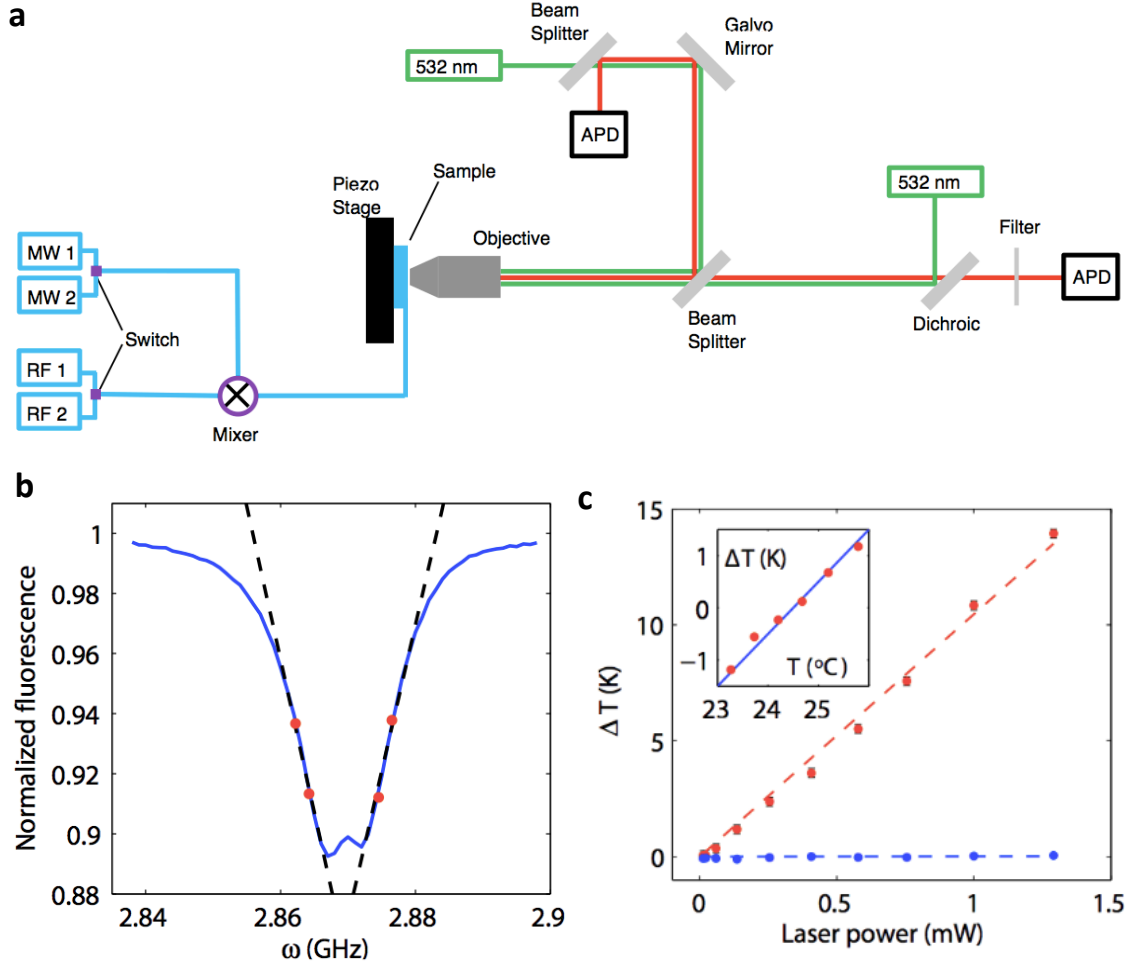 a
Beam
Splitter
Galvo
Mirror
532 nm
APD
532 nm
Sample
Piezo
Stage
Objective
Filter
APD
MW 1
MW 2
Switch
RF 1
RF 2
Mixer
Beam
Splitter
Dichroic
b
Normalized fluorescence
1
0.98
0.96
0.94
0.92
0.9
0.88
2.84
2.86
2.88
2.9
ω (GHz)
c
Δ T (K)
15
10
5
0
0
0.5
1
1.5
Laser power (mW)
ΔT (K)
1
0
−1
T (ºC)
23
24
25